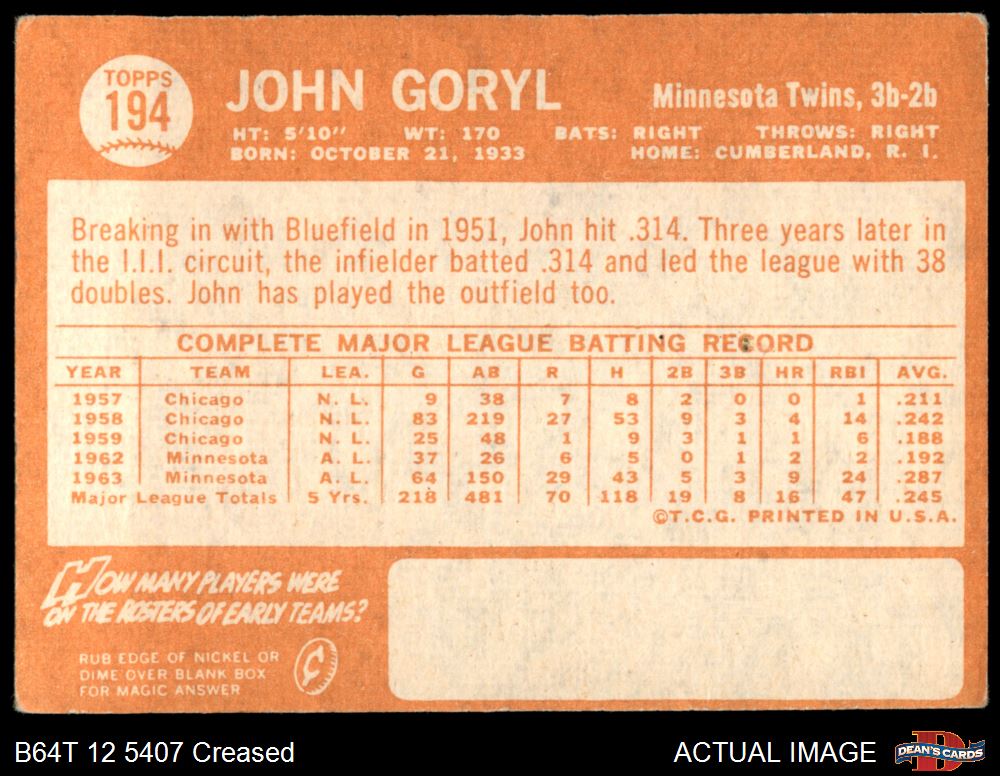 TOPPS
194
JOHN GORYL
Minnesota Twins, 3b-2b
HT: 5'10" WT: 170 BATS: RIGHT THROWS: RIGHT
BORN: OCTOBER 21, 1933 HOME: CUMBERLAND, R. I.
Breaking in with Bluefield in 1951, John hit .314. Three years later in
the I.I.I. circuit, the infielder batted .314 and led the league with 38
doubles. John has played the outfield too.
COMPLETE MAJOR LEAGUE BATTING RECORD
YEAR TEAM LEA. G AB R H 2B 3B HR RBI AVG.
1957 Chicago N. L. 9 38 7 8 2 0 0 1 .211
1958 Chicago N. L. 83 219 27 53 9 3 4 14 .242
1959 Chicago N. L. 25 48 1 9 3 1 1 6 .188
1962 Minnesota A. L. 37 26 6 5 0 1 2 2 .192
1963 Minnesota A. L. 64 150 29 43 5 3 9 24 .287
Major League Totals 5 Yrs. 218 481 70 118 19 8 16 47 .245
©T.C.G. PRINTED IN U.S.A.
HOW MANY PLAYERS WERE
ON THE ROSTERS OF EARLY TEAMS?
RUB EDGE OF NICKEL OR
DIME OVER BLANK BOX
FOR MAGIC ANSWER
¢
B64T 12 5407 Creased
ACTUAL IMAGE
D
DEAN'S CARDS